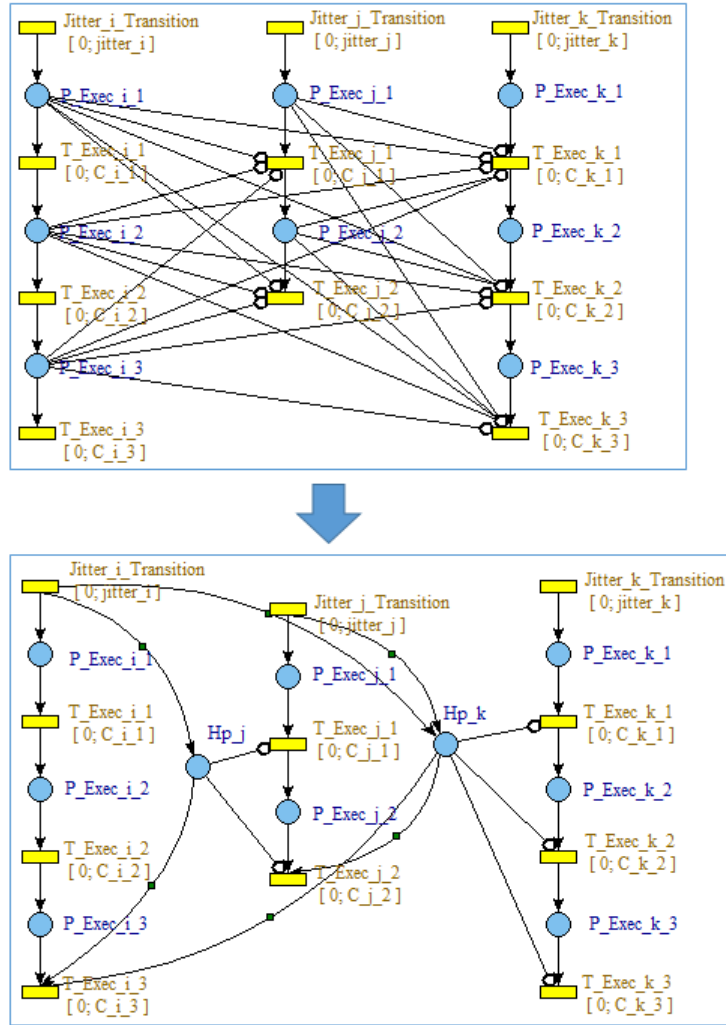 Jitter_i_Transition
[ 0; jitter_i ]
Jitter_j_Transition
[ 0; jitter_j ]
Jitter_k_Transition
[ 0; jitter_k ]
P_Exec_i_1
P_Exec_j_1
P_Exec_k_1
T_Exec_i_1
[ 0; C_i_1 ]
T_Exec_j_1
[ 0; C_j_1 ]
T_Exec_k_1
[ 0; C_k_1 ]
P_Exec_i_2
P_Exec_j_2
P_Exec_k_2
T_Exec_i_2
[ 0; C_i_2 ]
T_Exec_j_2
[ 0; C_j_2 ]
T_Exec_k_2
[ 0; C_k_2 ]
P_Exec_i_3
P_Exec_k_3
T_Exec_i_3
[ 0; C_i_3 ]
T_Exec_k_3
[ 0; C_k_3 ]
Jitter_i_Transition
[ 0; jitter_i ]
Jitter_j_Transition
[ 0; jitter_j ]
Jitter_k_Transition
[ 0; jitter_k ]
P_Exec_i_1
P_Exec_j_1
P_Exec_k_1
T_Exec_i_1
[ 0; C_i_1 ]
Hp_j
T_Exec_j_1
[ 0; C_j_1 ]
Hp_k
T_Exec_k_1
[ 0; C_k_1 ]
P_Exec_i_2
P_Exec_j_2
P_Exec_k_2
T_Exec_i_2
[ 0; C_i_2 ]
T_Exec_j_2
[ 0; C_j_2 ]
T_Exec_k_2
[ 0; C_k_2 ]
P_Exec_i_3
P_Exec_k_3
T_Exec_i_3
[ 0; C_i_3 ]
T_Exec_k_3
[ 0; C_k_3 ]